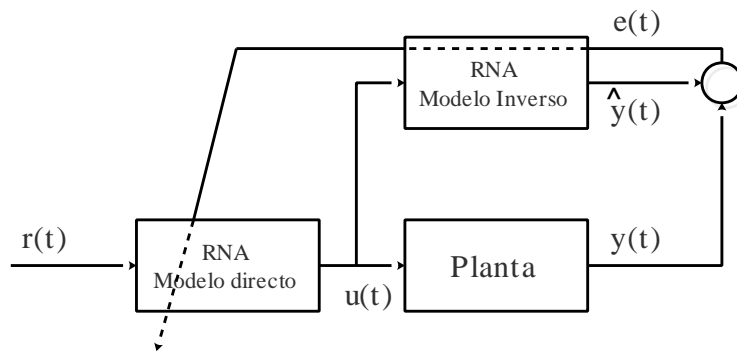 e(t)
RNA
Modelo Inverso
ŷ(t)
r(t)
RNA
Modelo directo
u(t)
Planta
y(t)